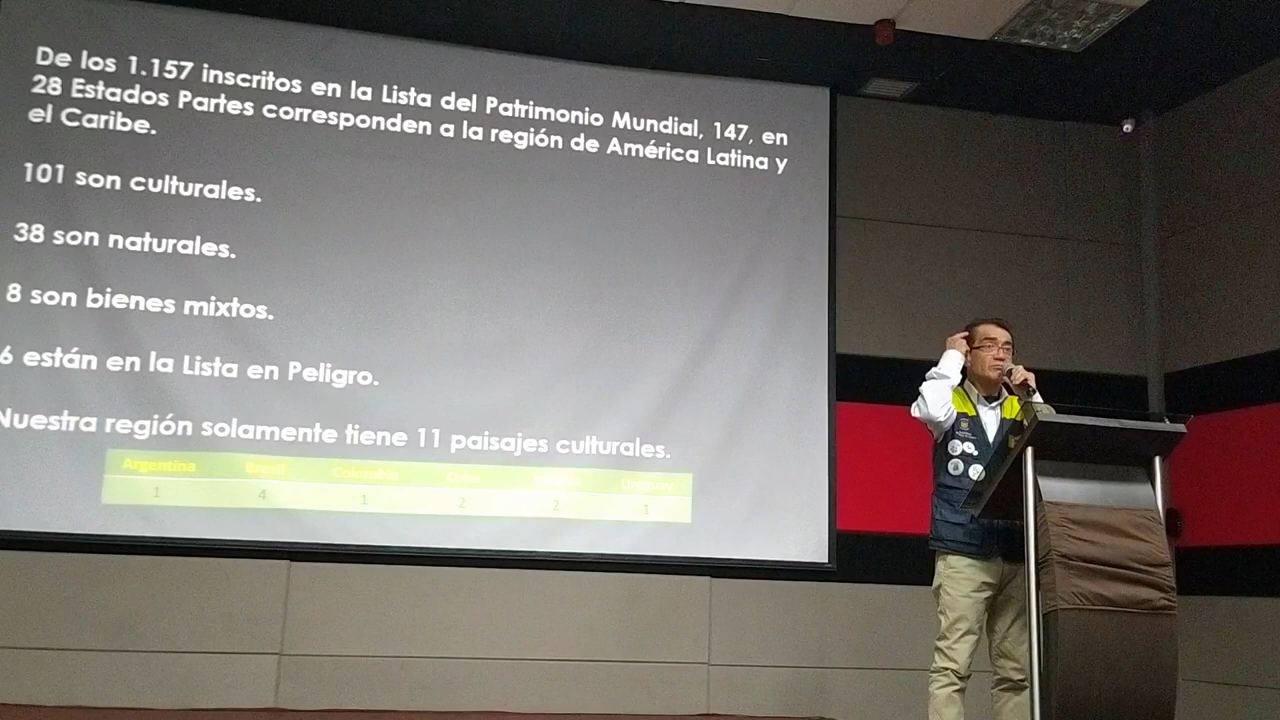 De los 1.157 inscritos en la Lista del Patrimonio Mundial, 147, en
28 Estados Partes corresponden a la región de América Latina y
el Caribe.
101 son culturales.
38 son naturales.
8 son bienes mixtos.
6 están en la Lista en Peligro.
Nuestra región solamente tiene 11 paisajes culturales.
Argentina Brasil Colombia Cuba Uruguay
1 4 1 2 2 1